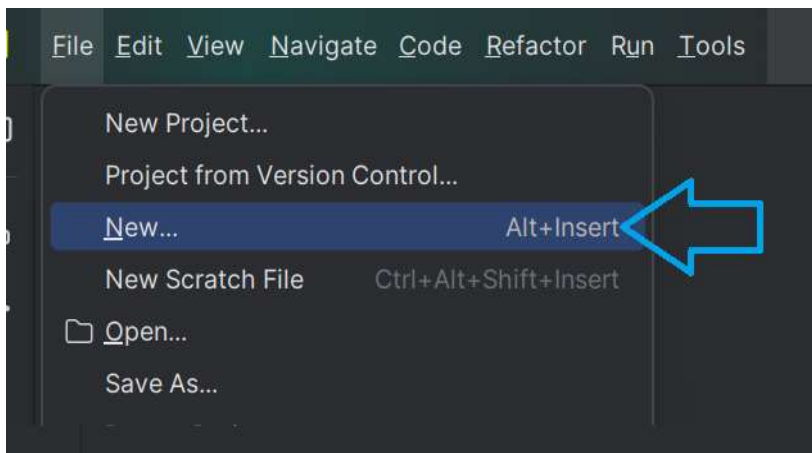 File Edit View Navigate Code Refactor Run Tools
New Project...
Project from Version Control...
New... Alt+Insert
New Scratch File Ctrl+Alt+Shift+Insert
Open...
Save As...